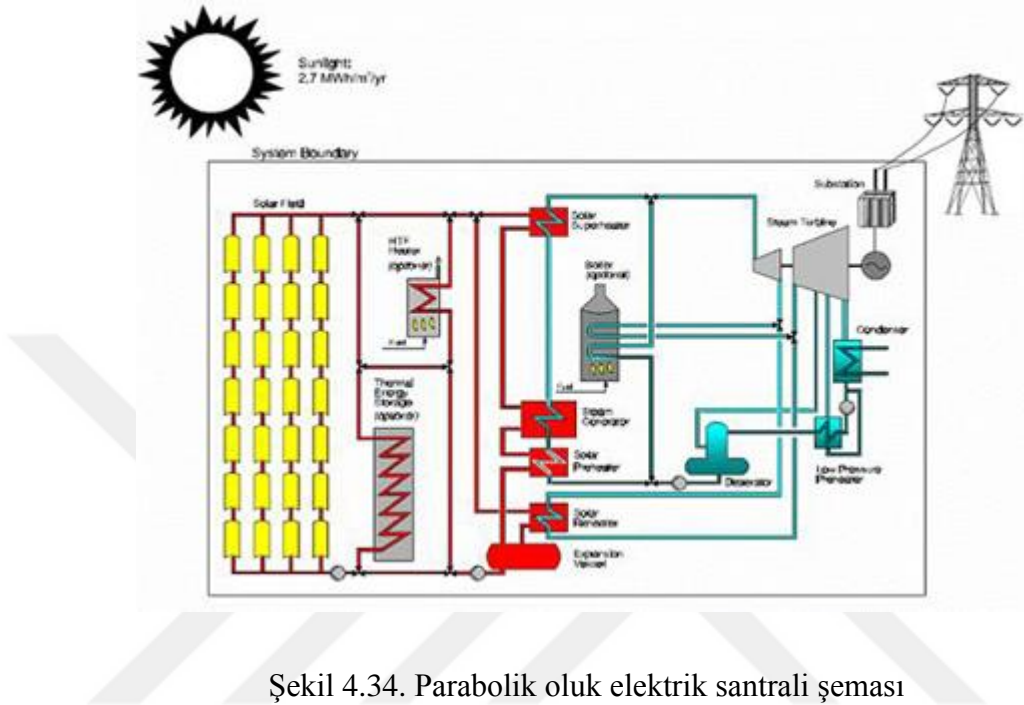 Sunlight:
2,7 MWh/m²/yr
System Boundary
Solar Field
HTF
Heater
(optional)
Fuel
Thermal
Energy
Storage
(optional)
Solar
Superheater
Boiler
(optional)
Fuel
Steam
Generator
Solar
Preheater
Solar
Reheater
Expansion
Vessel
Substation
Steam Turbine
Condenser
Deaerator
Low Pressure
Preheater
Şekil 4.34. Parabolik oluk elektrik santrali şeması